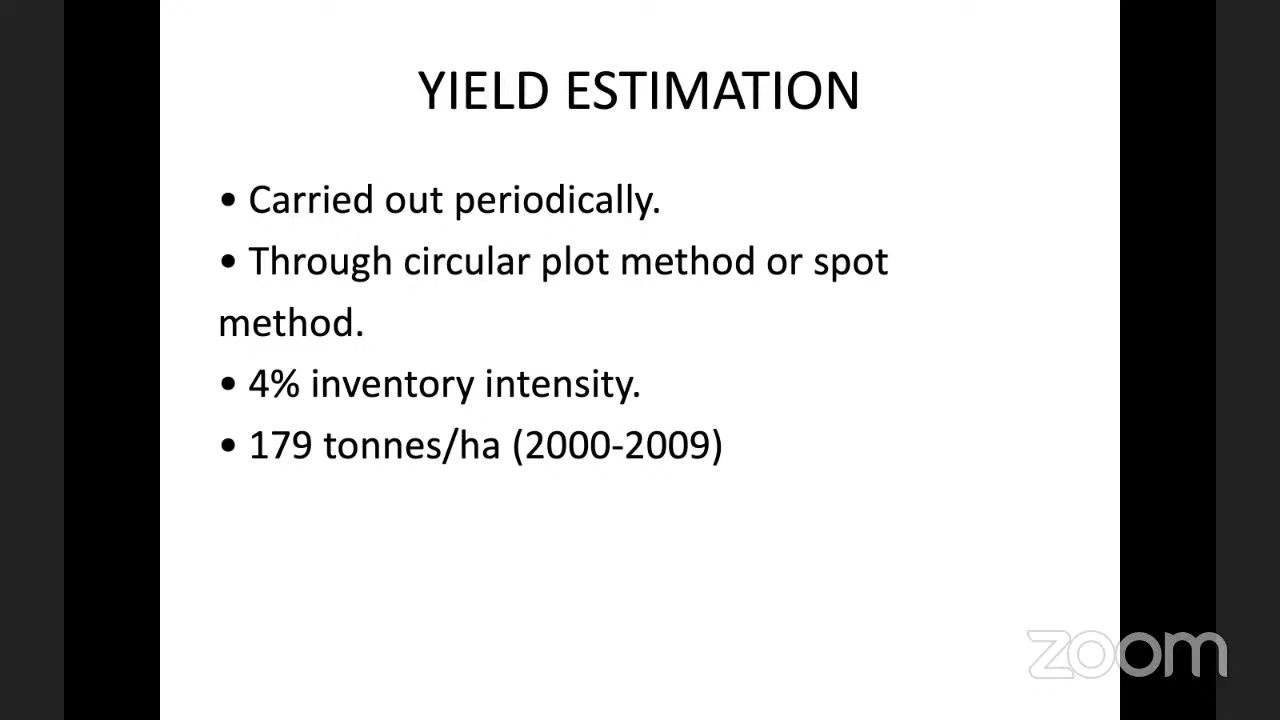 YIELD ESTIMATION
• Carried out periodically.
• Through circular plot method or spot
method.
• 4% inventory intensity.
• 179 tonnes/ha (2000-2009)
zoom